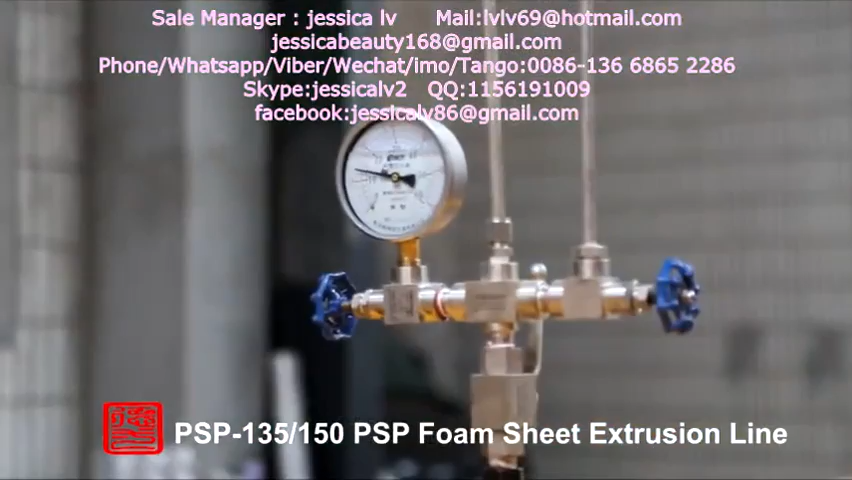 Sale Manager : jessica lv Mail:lvlv69@hotmail.com
jessicabeauty168@gmail.com
Phone/Whatsapp/Viber/Wechat/imo/Tango:0086-136 6865 2286
Skype:jessicalv2 QQ:1156191009
facebook:jessicalv86@gmail.com
PSP-135/150 PSP Foam Sheet Extrusion Line